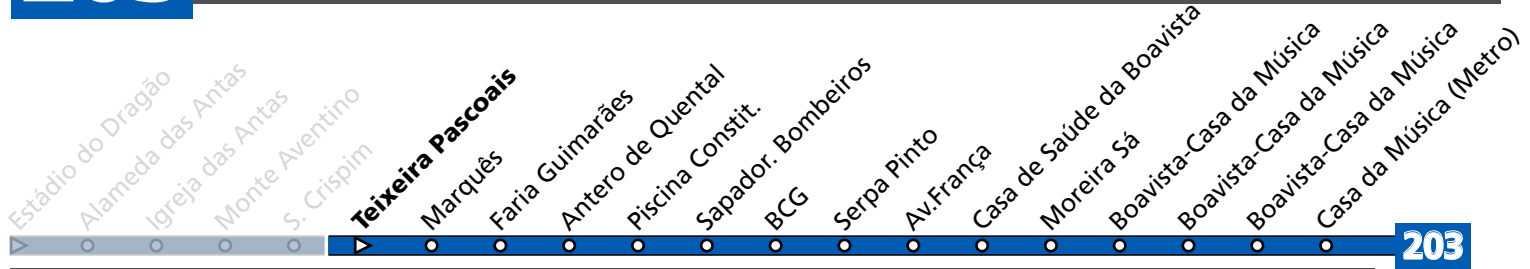 203
Estádio do Dragão
Alameda das Antas
Igreja das Antas
Monte Aventino
S. Crispim
Teixeira Pascoais
Marquês
Faria Guimarães
Antero de Quental
Piscina Constit.
Sapador. Bombeiros
BCG
Serpa Pinto
Av.França
Casa de Saúde da Boavista
Moreira Sá
Boavista-Casa da Música
Boavista-Casa da Música
Boavista-Casa da Música
Casa da Música (Metro)
203